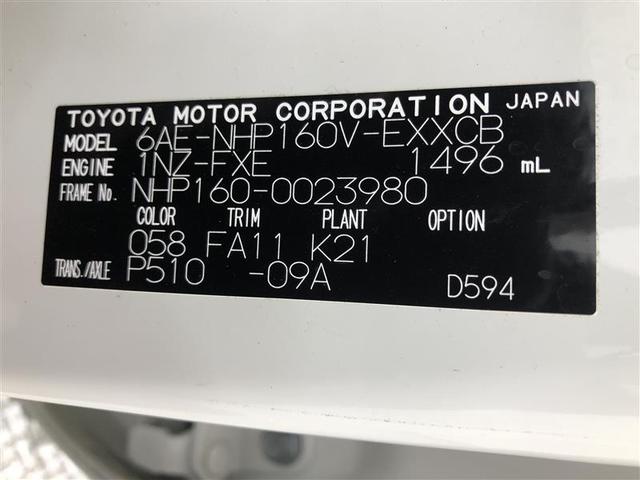 TOYOTA MOTOR CORPORATION JAPAN
MODEL 6AE-NHP160V-EXXCB
ENGINE 1NZ-FXE 1496 mL
FRAME No. NHP160-0023980
COLOR TRIM PLANT OPTION
058 FA11 K21
TRANS./AXLE P510 -09A
D594